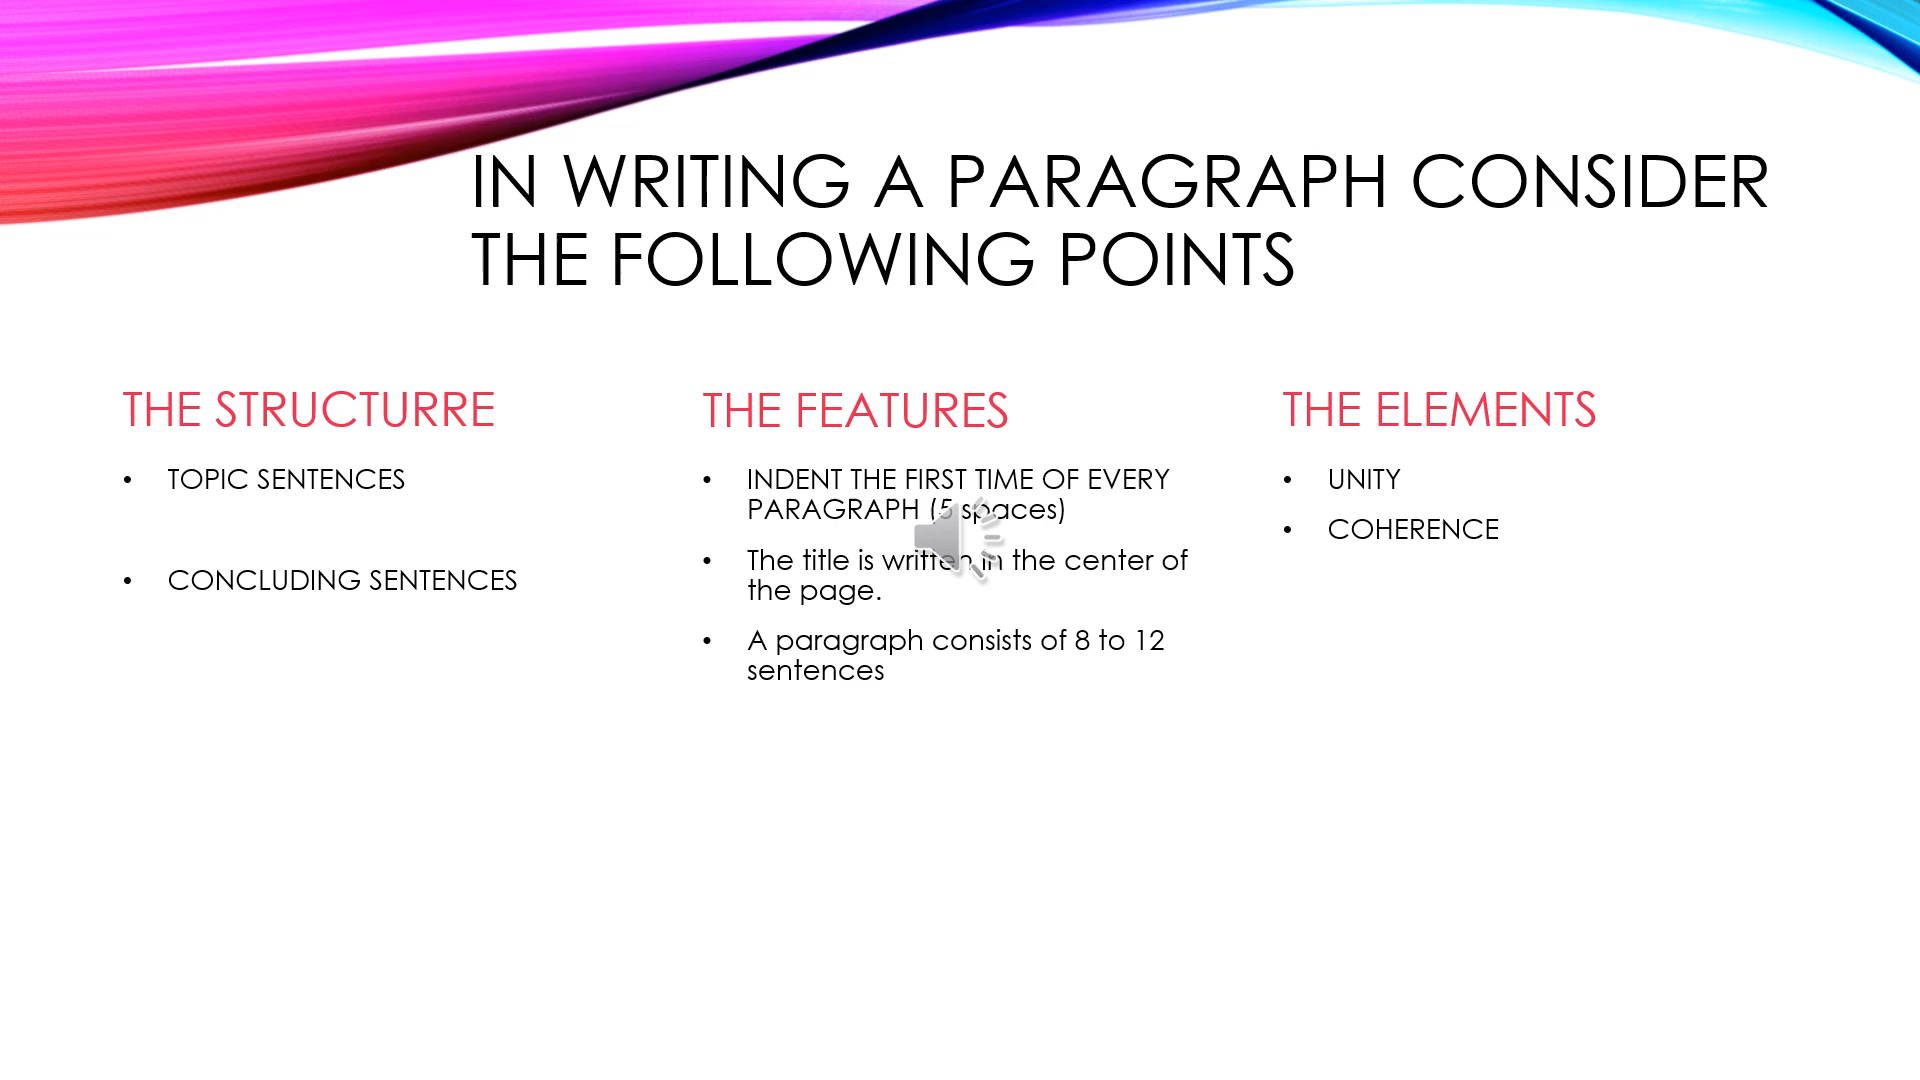 IN WRITING A PARAGRAPH CONSIDER
THE FOLLOWING POINTS
THE STRUCTURRE
• TOPIC SENTENCES
• CONCLUDING SENTENCES
THE FEATURES
• INDENT THE FIRST TIME OF EVERY
PARAGRAPH (5 spaces)
• The title is written in the center of
the page.
• A paragraph consists of 8 to 12
sentences
THE ELEMENTS
• UNITY
• COHERENCE